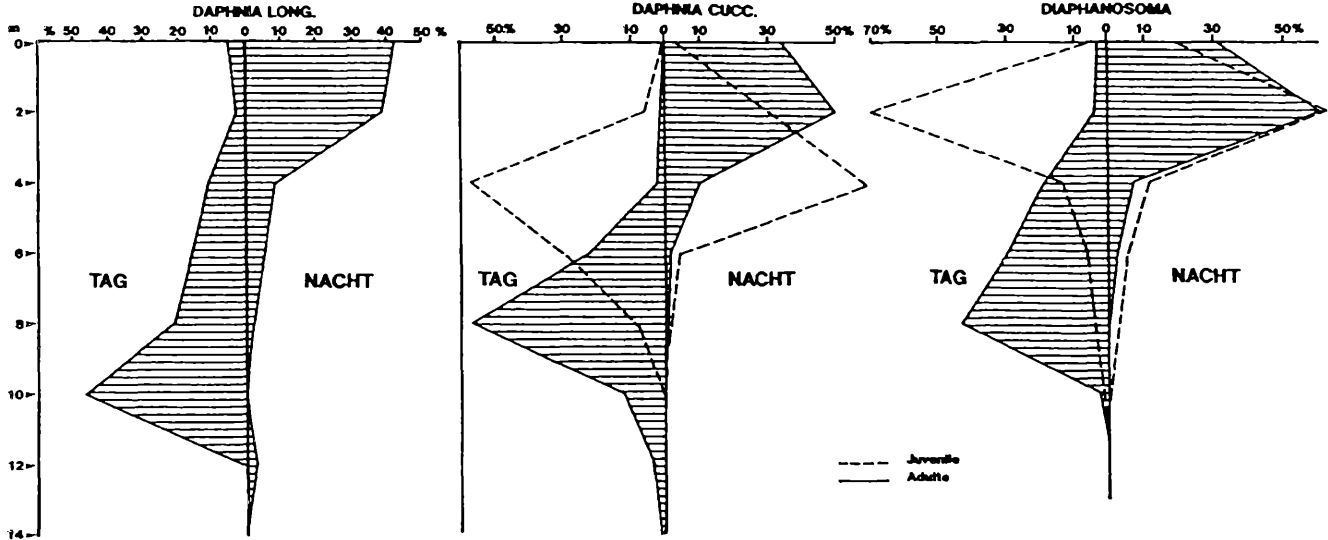 DAPHNIA LONG. DAPHNIA CUCC. DIAPHANOSOMA
m % 50 40 30 20 10 0 10 20 30 40 50 % 50% 30 10 0 10 30 50% 70% 50 30 10 0 10 30 50%
0
2
4
6
TAG NACHT TAG NACHT TAG NACHT
8
10
12
Juvenile
Adulte
14